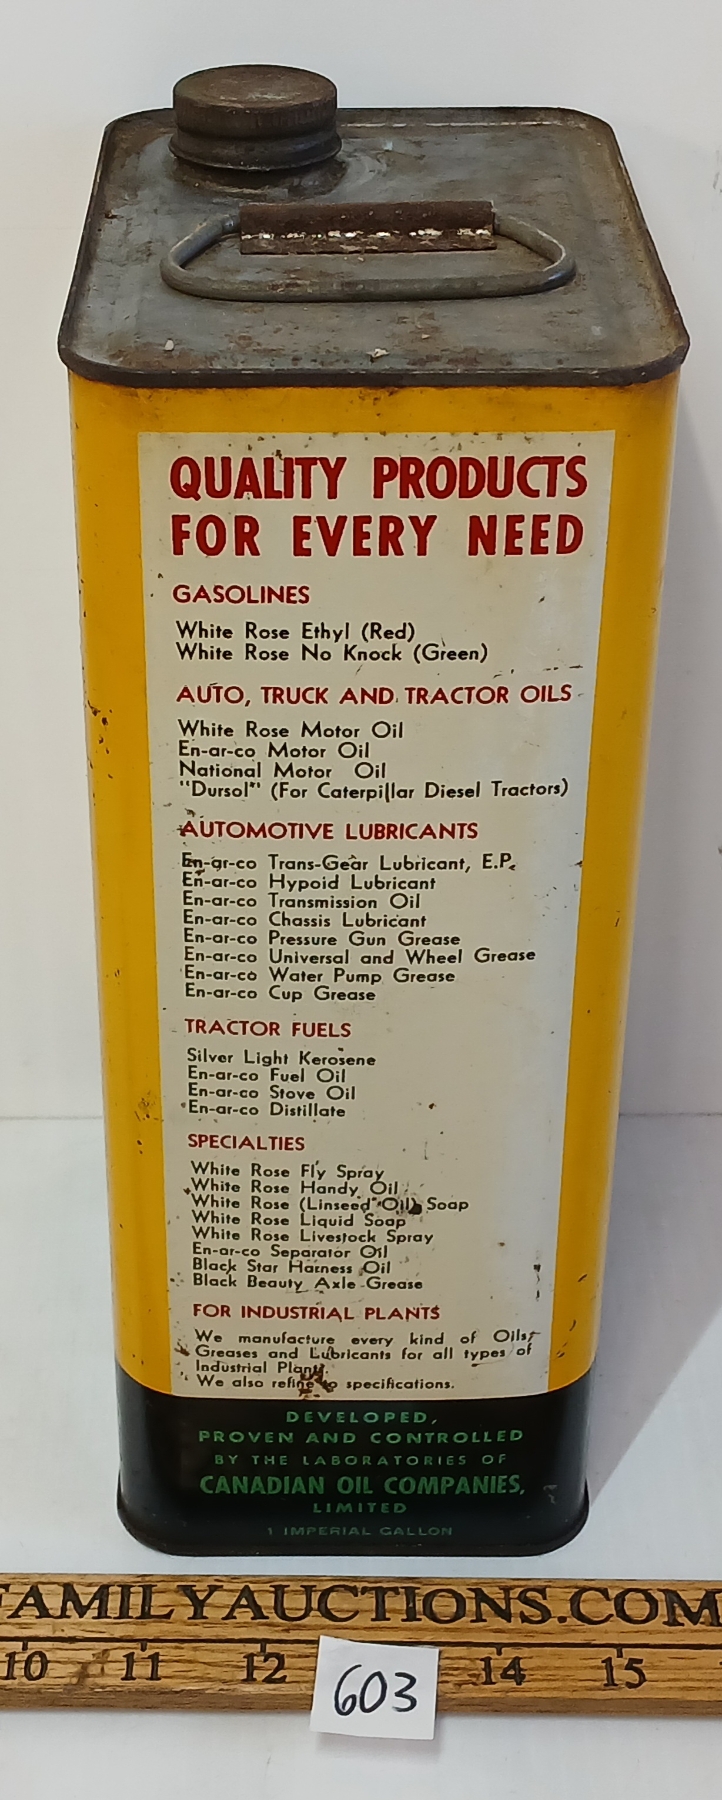 QUALITY PRODUCTS
FOR EVERY NEED
GASOLINES
White Rose Ethyl (Red)
White Rose No Knock (Green)
AUTO, TRUCK AND TRACTOR OILS
White Rose Motor Oil
En-ar-co Motor Oil
National Motor Oil
"Dursol" (For Caterpillar Diesel Tractors)
AUTOMOTIVE LUBRICANTS
En-ar-co Trans-Gear Lubricant, E.P.
En-ar-co Hypoid Lubricant
En-ar-co Transmission Oil
En-ar-co Chassis Lubricant
En-ar-co Pressure Gun Grease
En-ar-co Universal and Wheel Grease
En-ar-co Water Pump Grease
En-ar-co Cup Grease
TRACTOR FUELS
Silver Light Kerosene
En-ar-co Fuel Oil
En-ar-co Stove Oil
En-ar-co Distillate
SPECIALTIES
White Rose Fly Spray
White Rose Handy Oil
White Rose (Linseed Oil) Soap
White Rose Liquid Soap
White Rose Livestock Spray
En-ar-co Separator Oil
Black Star Harness Oil
Black Beauty Axle Grease
FOR INDUSTRIAL PLANTS
We manufacture every kind of Oils,
Greases and Lubricants for all types of
Industrial Plants.
We also refine to specifications.
DEVELOPED,
PROVEN AND CONTROLLED
BY THE LABORATORIES OF
CANADIAN OIL COMPANIES,
LIMITED
1 IMPERIAL GALLON
FAMILYAUCTIONS.COM
10 11 12 14 15
603